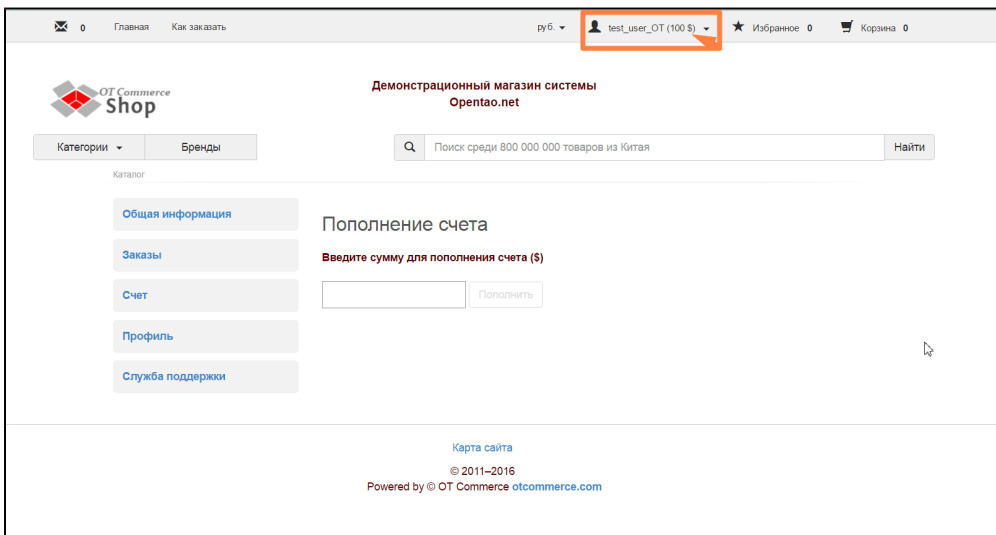 0 Главная Как заказать руб. test_user_OT (100 $) Избранное 0 Корзина 0
OT Commerce
Shop
Демонстрационный магазин системы
Opentao.net
Категории Бренды Поиск среди 800 000 000 товаров из Китая Найти
Каталог
Общая информация
Пополнение счета
Заказы
Введите сумму для пополнения счета ($)
Счет
Пополнить
Профиль
Служба поддержки
Карта сайта
© 2011–2016
Powered by © OT Commerce otcommerce.com